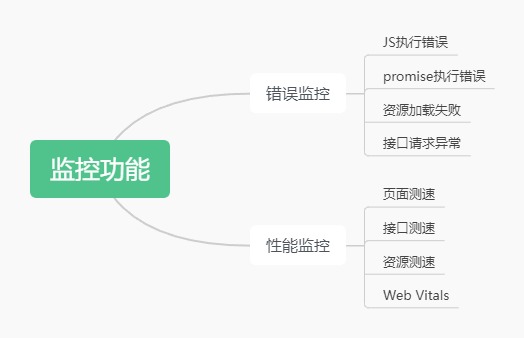 监控功能
错误监控
JS执行错误
promise执行错误
资源加载失败
接口请求异常
性能监控
页面测速
接口测速
资源测速
Web Vitals